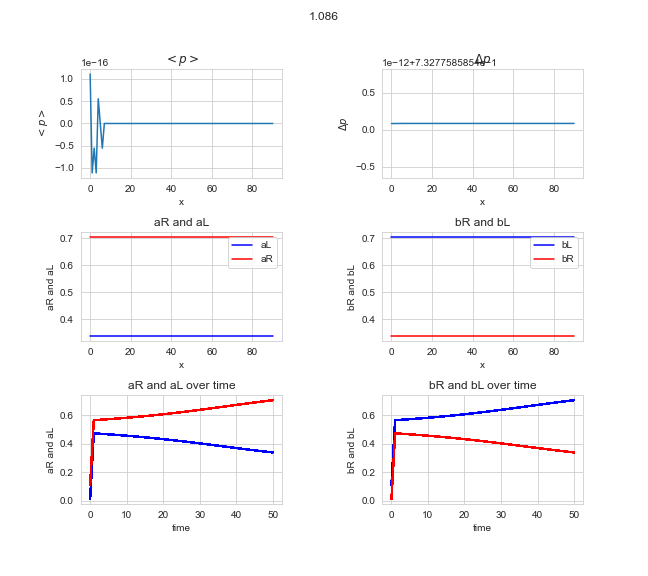 1.086
<p>
Δp
1e−16
1e−12+7.3277585854e−1
<p>
1.0
0.5
0.0
−0.5
−1.0
0 20 40 60 80
x
Δp
0.5
0.0
−0.5
0 20 40 60 80
x
aR and aL
aR and aL
0.7
0.6
0.5
0.4
aL
aR
0 20 40 60 80
x
bR and bL
bR and bL
0.7
0.6
0.5
0.4
bL
bR
0 20 40 60 80
x
aR and aL over time
aR and aL
0.6
0.4
0.2
0.0
0 10 20 30 40 50
time
bR and bL over time
bR and bL
0.6
0.4
0.2
0.0
0 10 20 30 40 50
time